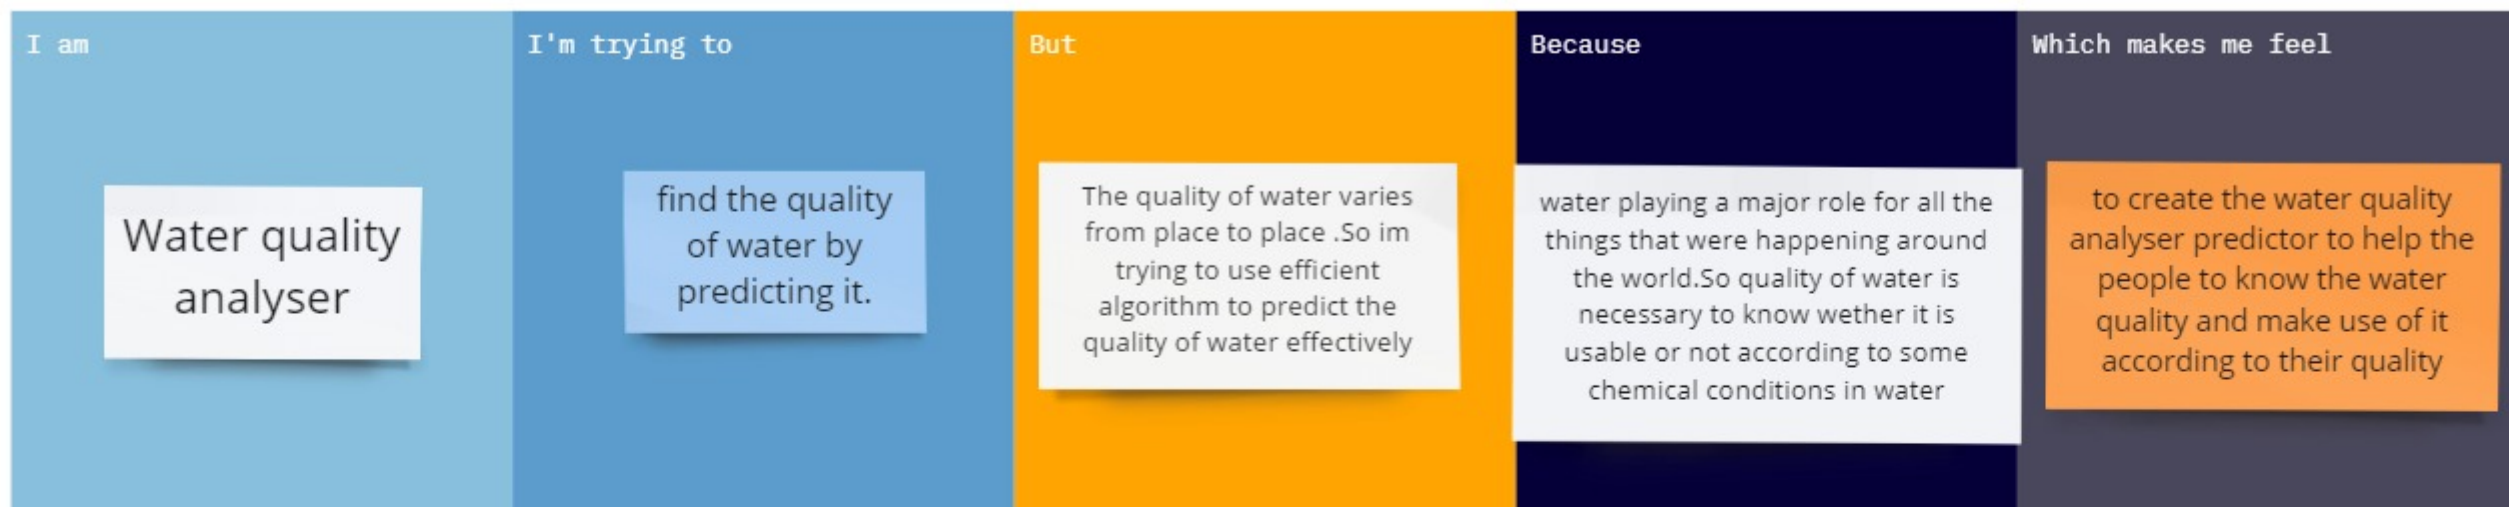 I am
Water quality
analyser
I'm trying to
find the quality
of water by
predicting it.
But
The quality of water varies
from place to place .So im
trying to use efficient
algorithm to predict the
quality of water effectively
Because
water playing a major role for all the
things that were happening around
the world.So quality of water is
necessary to know wether it is
usable or not according to some
chemical conditions in water
Which makes me feel
to create the water quality
analyser predictor to help the
people to know the water
quality and make use of it
according to their quality